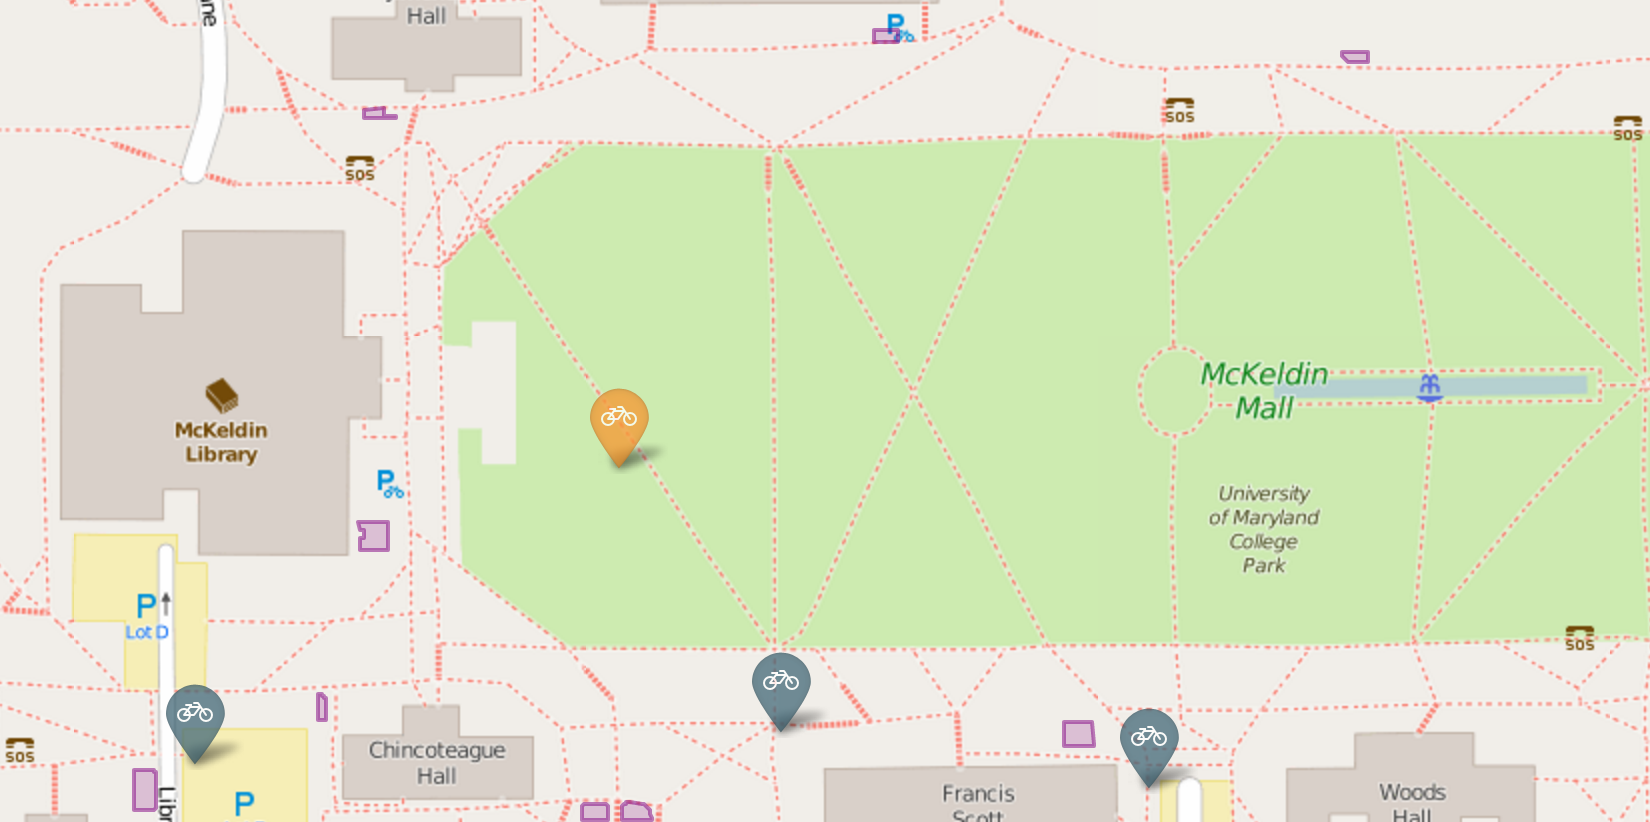 Hall
P
SOS
SOS
SOS
McKeldin
Library
McKeldin
Mall
P
University
of Maryland
College
Park
P
Lot D
SOS
SOS
Chincoteague
Hall
P
Francis
Scott
Woods
Hall